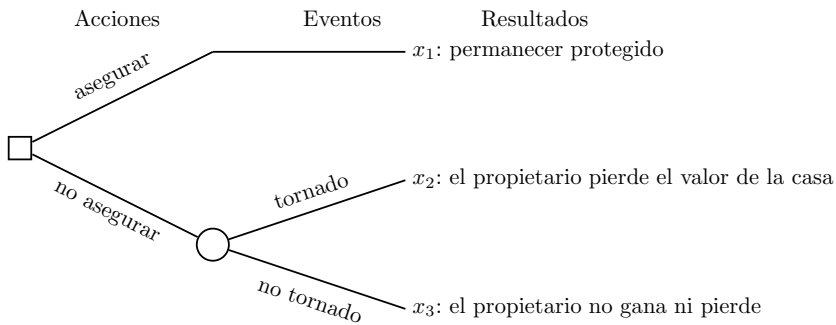 Acciones Eventos Resultados
asegurar
x₁: permanecer protegido
no asegurar
tornado
x₂: el propietario pierde el valor de la casa
no tornado
x₃: el propietario no gana ni pierde